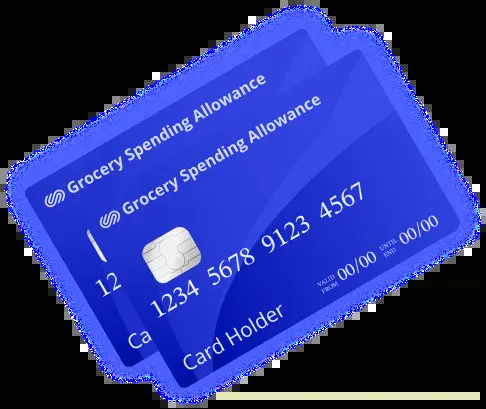 Grocery Spending Allowance
12
Ca
Grocery Spending Allowance
1234 5678 9123 4567
VALID FROM 00/00 UNTIL END 00/00
Card Holder